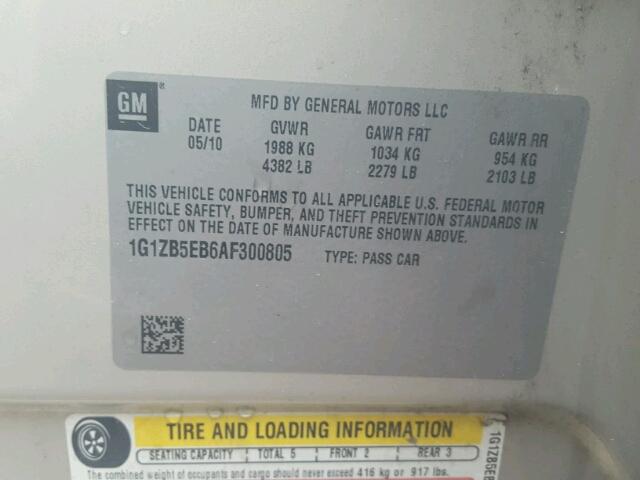 GM
®
MFD BY GENERAL MOTORS LLC
DATE GVWR GAWR FRT GAWR RR
05/10 1988 KG 1034 KG 954 KG
4382 LB 2279 LB 2103 LB
THIS VEHICLE CONFORMS TO ALL APPLICABLE U.S. FEDERAL MOTOR
VEHICLE SAFETY, BUMPER, AND THEFT PREVENTION STANDARDS IN
EFFECT ON THE DATE OF MANUFACTURE SHOWN ABOVE.
1G1ZB5EB6AF300805 TYPE: PASS CAR
TIRE AND LOADING INFORMATION
SEATING CAPACITY TOTAL 5 FRONT 2 REAR 3
The combined weight of occupants and cargo should never exceed 416 kg or 917 lbs.
1G1ZB5EB